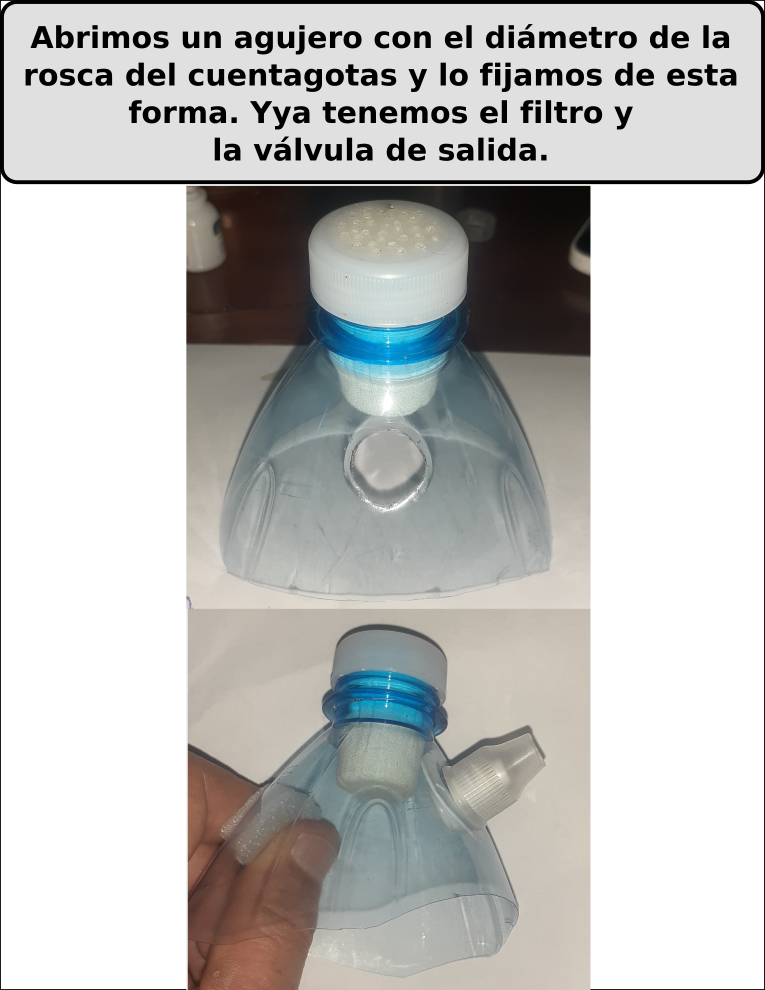 Abrimos un agujero con el diámetro de la
rosca del cuentagotas y lo fijamos de esta
forma. Yya tenemos el filtro y
la válvula de salida.